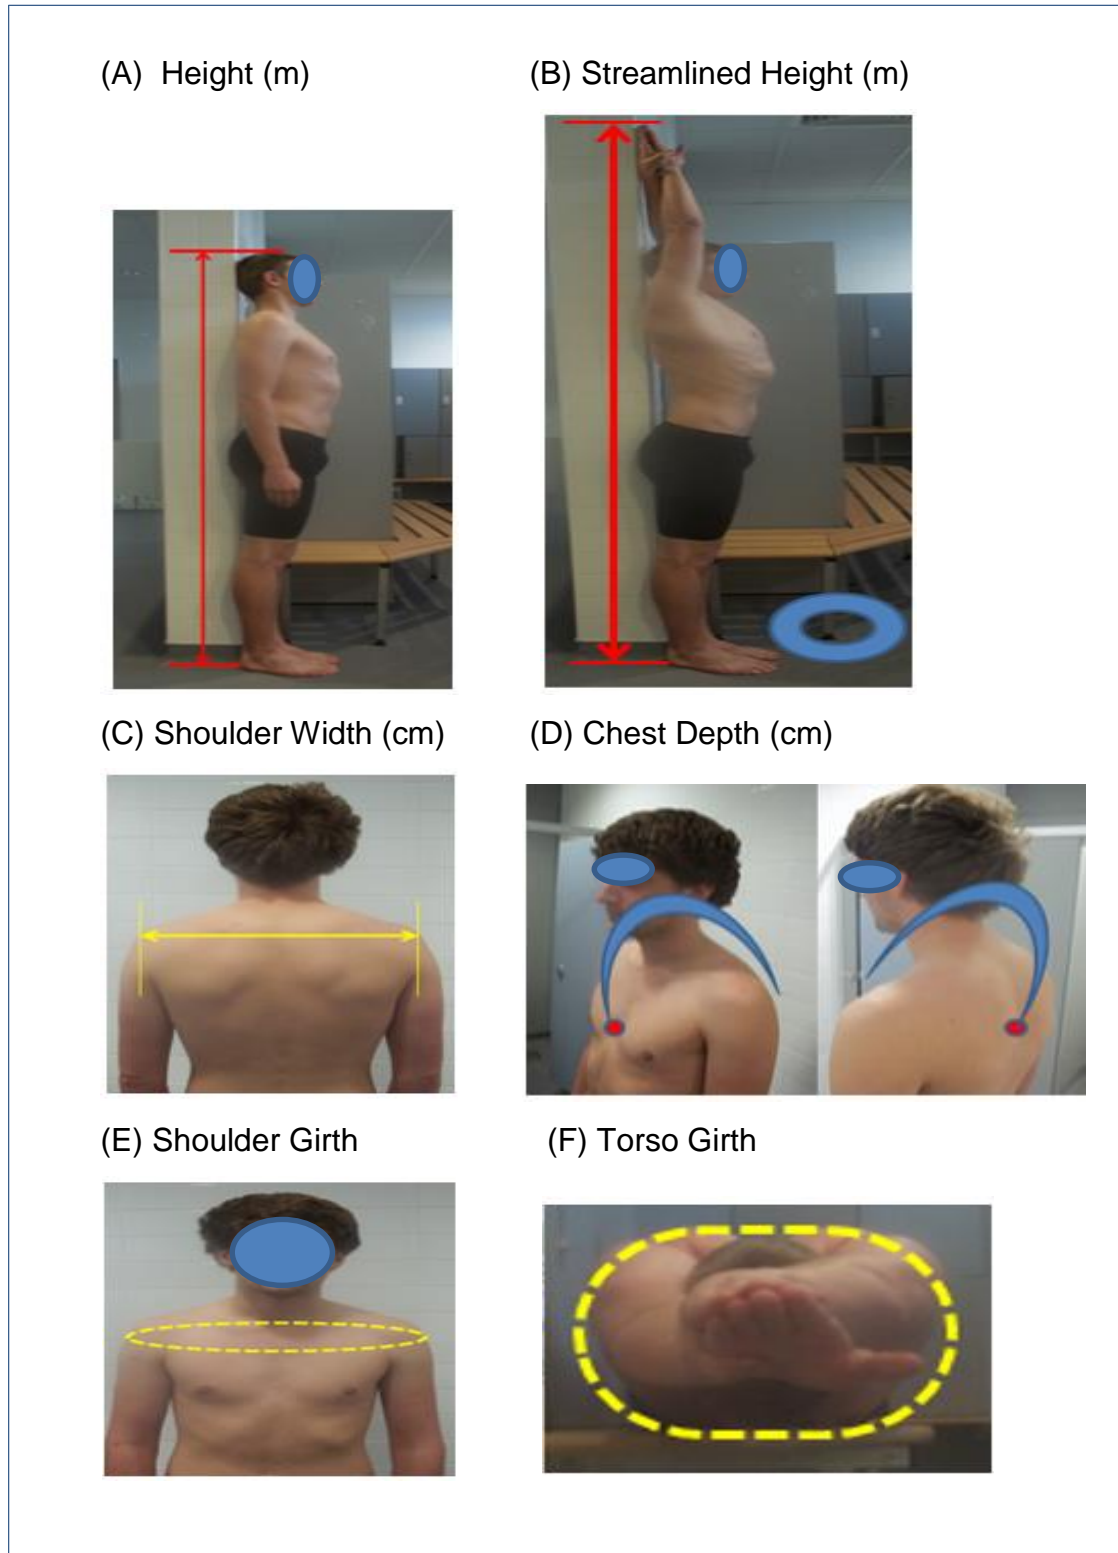 (A) Height (m)
(B) Streamlined Height (m)
(C) Shoulder Width (cm)
(D) Chest Depth (cm)
(E) Shoulder Girth
(F) Torso Girth